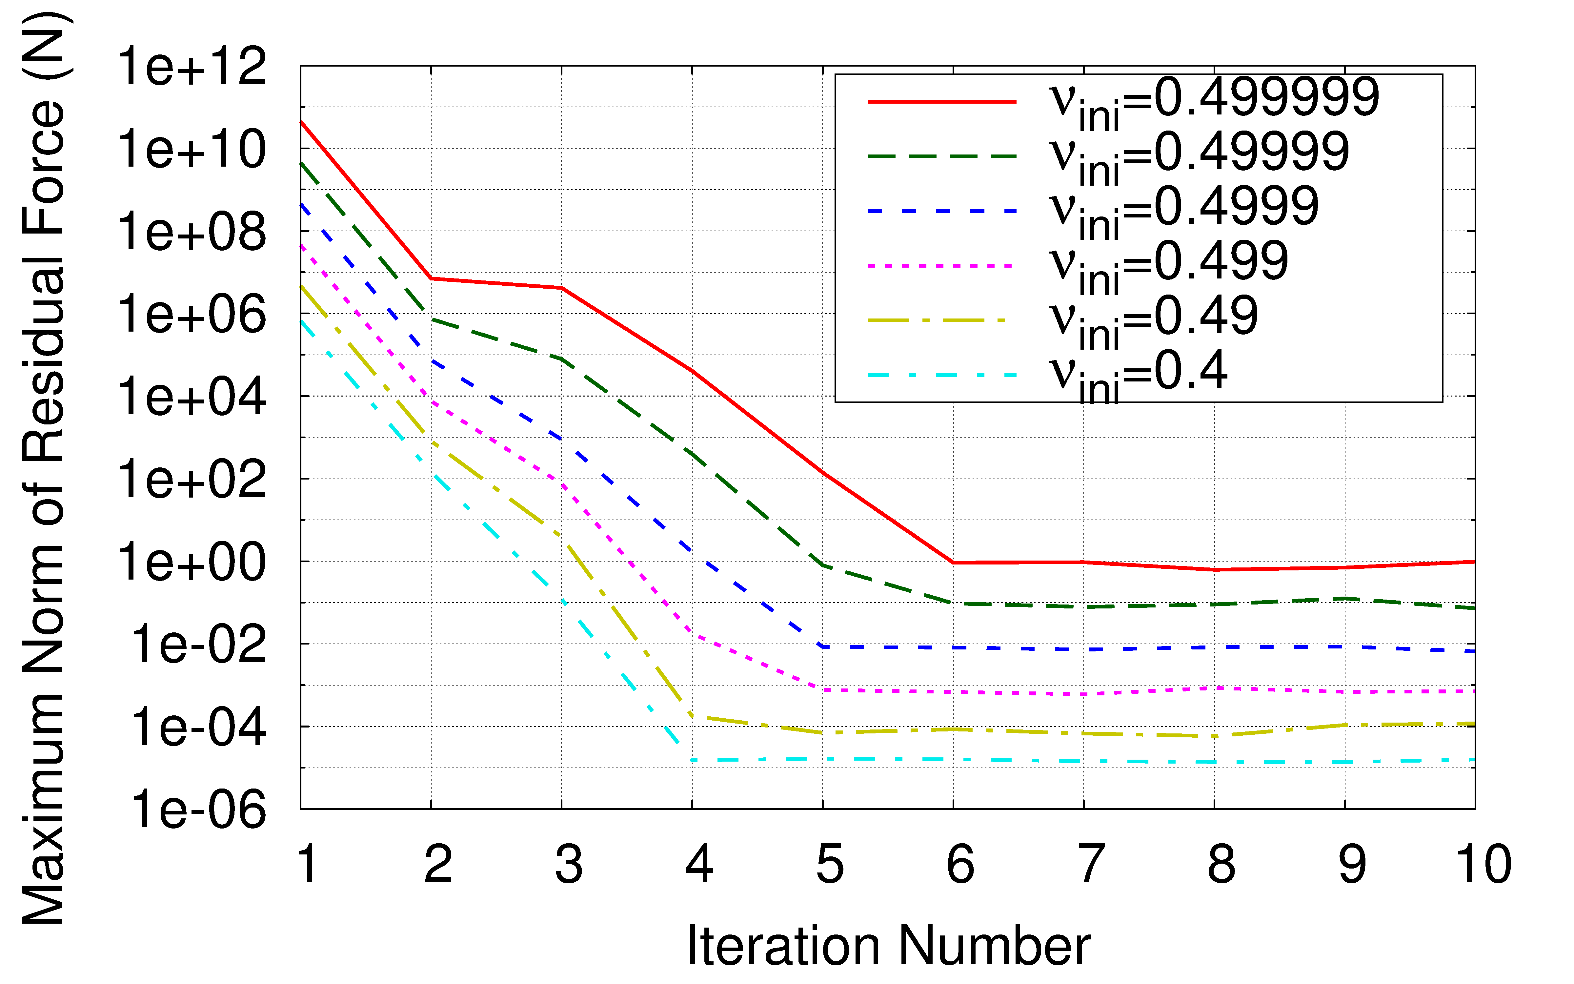 Maximum Norm of Residual Force (N)
1e+12
1e+10
1e+08
1e+06
1e+04
1e+02
1e+00
1e-02
1e-04
1e-06
νini=0.499999
νini=0.49999
νini=0.4999
νini=0.499
νini=0.49
νini=0.4
1 2 3 4 5 6 7 8 9 10
Iteration Number